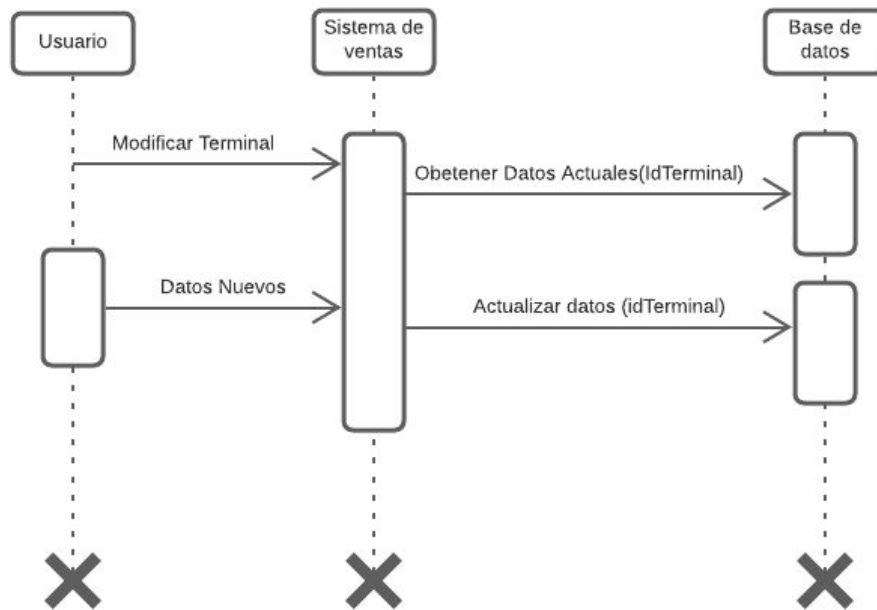 Usuario
Sistema de
ventas
Base de
datos
Modificar Terminal
Obetener Datos Actuales(IdTerminal)
Datos Nuevos
Actualizar datos (idTerminal)